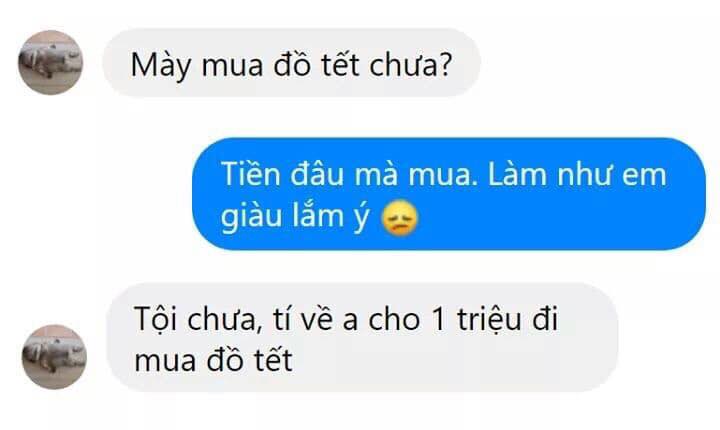 Mày mua đồ tết chưa?
Tiền đâu mà mua. Làm như em
giàu lắm ý 😞
Tội chưa, tí về a cho 1 triệu đi
mua đồ tết